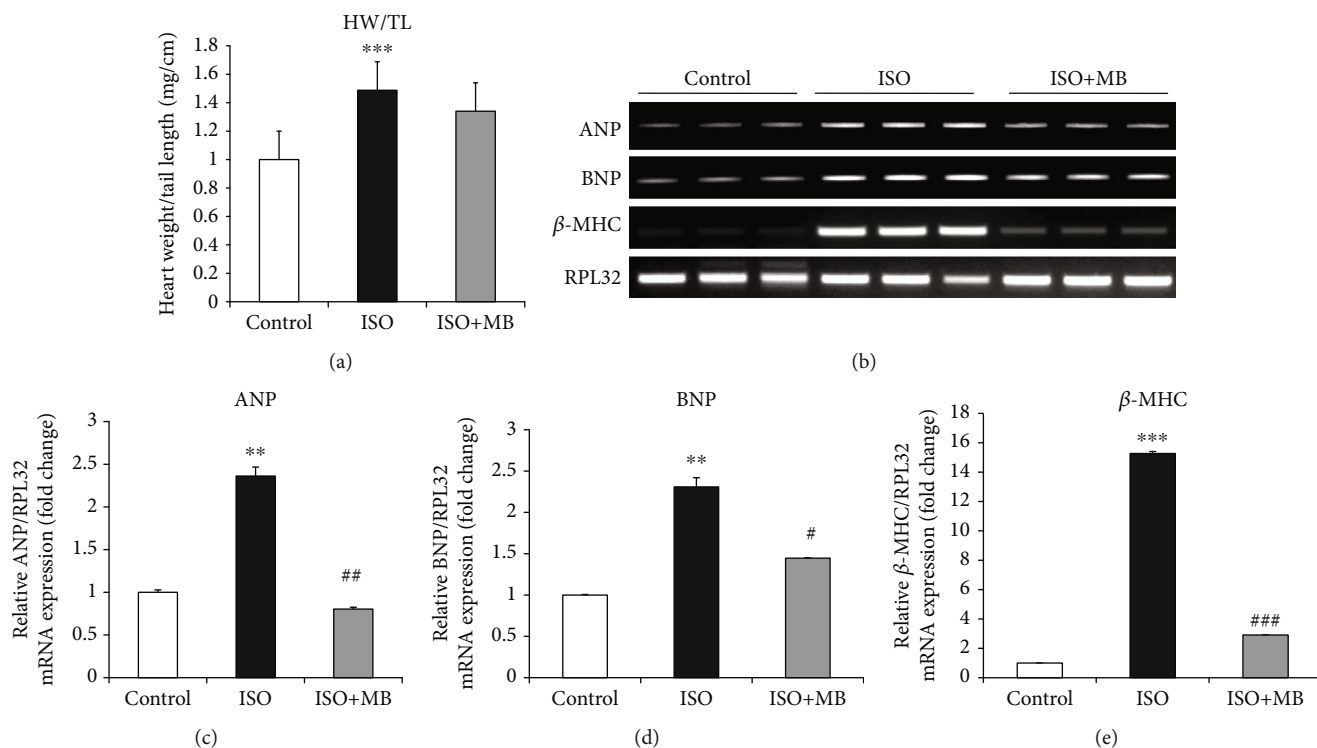 HW/TL
Heart weight/tail length (mg/cm)
1.8
1.6
1.4
1.2
1
0.8
0.6
0.4
0.2
0
***
Control
ISO
ISO+MB
(a)
Control
ISO
ISO+MB
ANP
BNP
β-MHC
RPL32
(b)
ANP
Relative ANP/RPL32
mRNA expression (fold change)
3
2.5
2
1.5
1
0.5
0
**
##
Control
ISO
ISO+MB
(c)
BNP
Relative BNP/RPL32
mRNA expression (fold change)
3
2.5
2
1.5
1
0.5
0
**
#
Control
ISO
ISO+MB
(d)
β-MHC
Relative β-MHC/RPL32
mRNA expression (fold change)
18
16
14
12
10
8
6
4
2
0
***
###
Control
ISO
ISO+MB
(e)